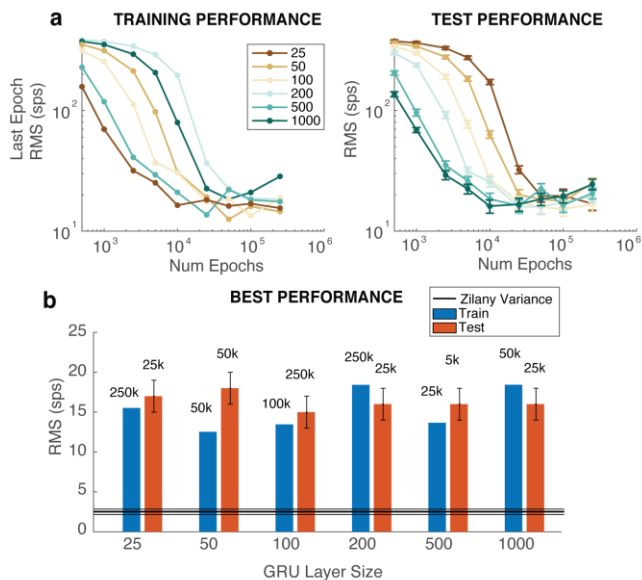 a
TRAINING PERFORMANCE
TEST PERFORMANCE
25
50
100
200
500
1000
Last Epoch
RMS (sps)
10²
10¹
10³
10⁴
10⁵
10⁶
Num Epochs
RMS (sps)
10²
10¹
10³
10⁴
10⁵
10⁶
Num Epochs
b
BEST PERFORMANCE
Zilany Variance
Train
Test
RMS (sps)
25
20
15
10
5
0
250k
25k
50k
50k
100k
250k
250k
25k
25k
5k
50k
25k
25
50
100
200
500
1000
GRU Layer Size